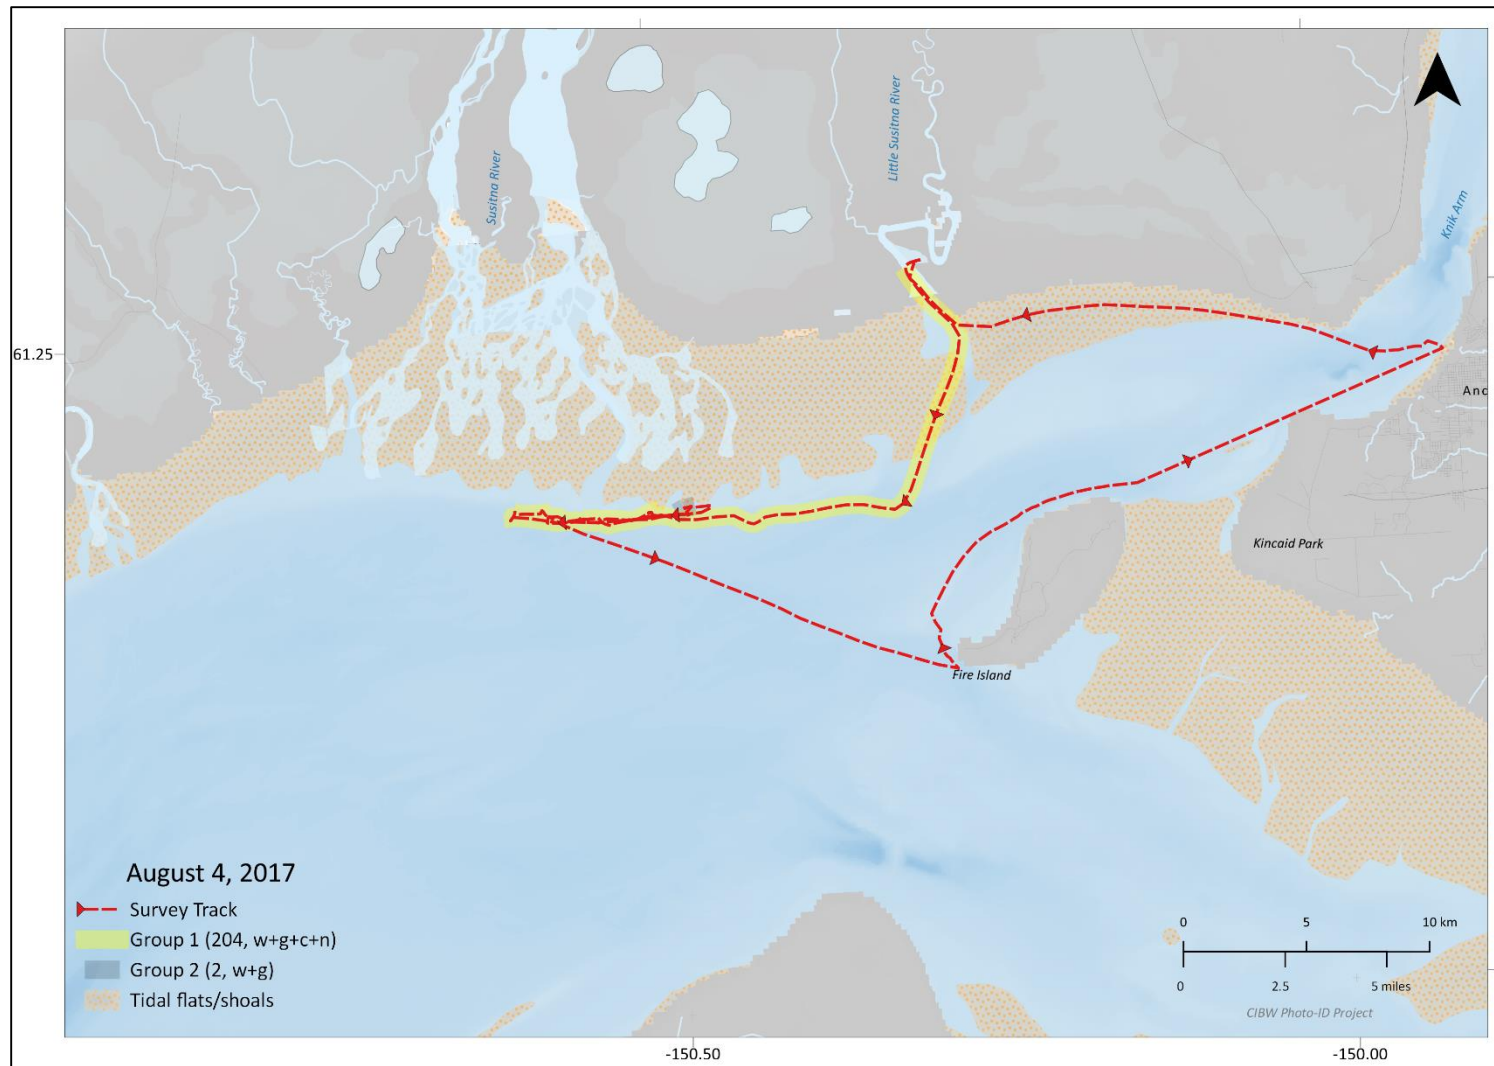 Susitna River
Little Susitna River
Knik Arm
61.25
Anc
Kincaid Park
Fire Island
August 4, 2017
Survey Track
Group 1 (204, w+g+c+n)
Group 2 (2, w+g)
Tidal flats/shoals
0 5 10 km
0 2.5 5 miles
CIBW Photo-ID Project
-150.50 -150.00